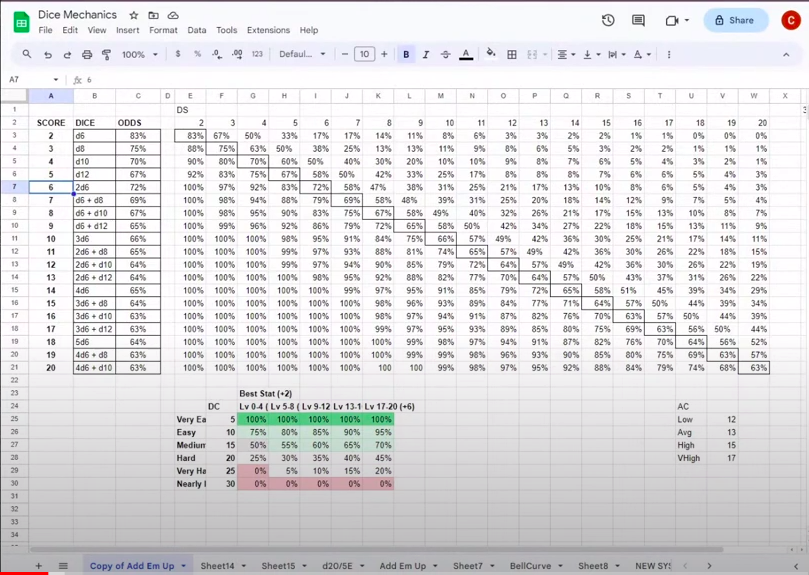 Dice Mechanics
File Edit View Insert Format Data Tools Extensions Help
Share
C
100% $ % .0 .00 123 Defaul... − 10 + B I A
A7 fx 6
A B C D E F G H I J K L M N O P Q R S T U V W X
1 DS
2 SCORE DICE ODDS 2 3 4 5 6 7 8 9 10 11 12 13 14 15 16 17 18 19 20
3 2 d6 83% 83% 67% 50% 33% 17% 17% 14% 11% 8% 6% 3% 3% 2% 2% 1% 1% 0% 0% 0%
4 3 d8 75% 88% 75% 63% 50% 38% 25% 13% 13% 11% 9% 8% 6% 5% 3% 2% 2% 1% 1% 1%
5 4 d10 70% 90% 80% 70% 60% 50% 40% 30% 20% 10% 10% 9% 8% 7% 6% 5% 4% 3% 2% 1%
6 5 d12 67% 92% 83% 75% 67% 58% 50% 42% 33% 25% 17% 8% 8% 8% 7% 6% 6% 5% 4% 3%
7 6 2d6 72% 100% 97% 92% 83% 72% 58% 47% 38% 31% 25% 21% 17% 13% 10% 8% 6% 5% 4% 3%
8 7 d6 + d8 69% 100% 98% 94% 88% 79% 69% 58% 48% 39% 31% 25% 20% 18% 14% 12% 9% 7% 5% 4%
9 8 d6 + d10 67% 100% 98% 95% 90% 83% 75% 67% 58% 49% 40% 32% 26% 21% 17% 15% 13% 10% 8% 7%
10 9 d6 + d12 65% 100% 99% 96% 92% 86% 79% 72% 65% 58% 50% 42% 34% 27% 22% 18% 15% 13% 11% 9%
11 10 3d6 66% 100% 100% 100% 98% 95% 91% 84% 75% 66% 57% 49% 42% 36% 30% 25% 21% 17% 14% 11%
12 11 2d6 + d8 65% 100% 100% 100% 99% 97% 93% 88% 81% 74% 65% 57% 49% 42% 36% 30% 26% 22% 18% 15%
13 12 2d6 + d10 64% 100% 100% 100% 99% 97% 94% 90% 85% 79% 72% 64% 57% 49% 42% 36% 30% 26% 22% 19%
14 13 2d6 + d12 64% 100% 100% 100% 100% 98% 95% 92% 88% 82% 77% 70% 64% 57% 50% 43% 37% 31% 26% 22%
15 14 4d6 65% 100% 100% 100% 100% 100% 99% 97% 95% 91% 85% 79% 72% 65% 58% 51% 45% 39% 34% 29%
16 15 3d6 + d8 64% 100% 100% 100% 100% 100% 100% 98% 96% 93% 89% 84% 77% 71% 64% 57% 50% 44% 39% 34%
17 16 3d6 + d10 63% 100% 100% 100% 100% 100% 100% 98% 97% 94% 91% 87% 82% 76% 70% 63% 57% 50% 44% 39%
18 17 3d6 + d12 63% 100% 100% 100% 100% 100% 100% 99% 97% 95% 93% 89% 85% 80% 75% 69% 63% 56% 50% 44%
19 18 5d6 64% 100% 100% 100% 100% 100% 100% 100% 99% 98% 97% 94% 91% 87% 82% 76% 70% 64% 56% 52%
20 19 4d6 + d8 63% 100% 100% 100% 100% 100% 100% 100% 99% 99% 98% 96% 93% 90% 85% 80% 75% 69% 63% 57%
21 20 4d6 + d10 63% 100% 100% 100% 100% 100% 100% 100 100 99% 98% 97% 95% 92% 88% 84% 79% 74% 68% 63%
22
23 Best Stat (+2)
24 DC Lv 0-4 ( Lv 5-8 ( Lv 9-12 Lv 13-1 Lv 17-20 (+6) AC
25 Very Ea 5 100% 100% 100% 100% 100% Low 12
26 Easy 10 75% 80% 85% 90% 95% Avg 13
27 Medium 15 50% 55% 60% 65% 70% High 15
28 Hard 20 25% 30% 35% 40% 45% VHigh 17
29 Very Ha 25 0% 5% 10% 15% 20%
30 Nearly I 30 0% 0% 0% 0% 0%
31
32
33
34
+ Copy of Add Em Up Sheet14 Sheet15 d20/5E Add Em Up Sheet7 BellCurve Sheet8 NEW SY